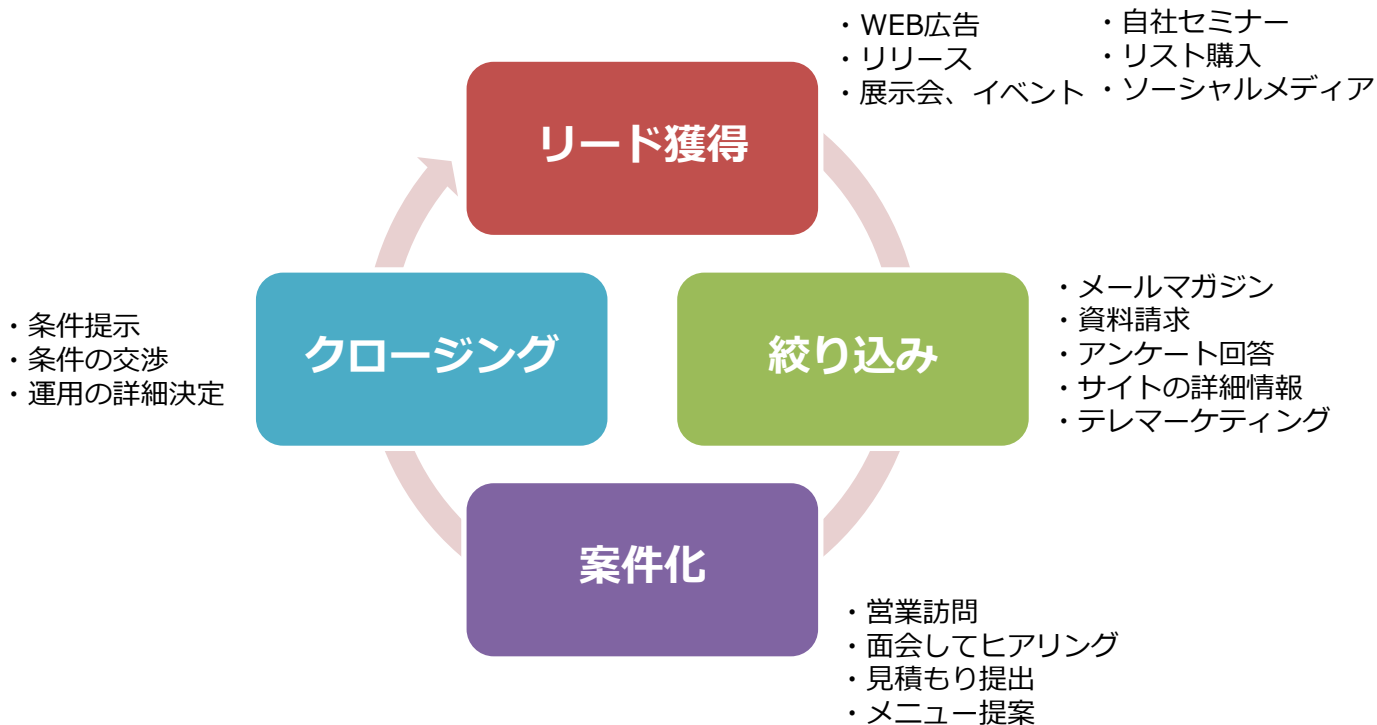 ・WEB広告
・リリース
・展示会、イベント
・自社セミナー
・リスト購入
・ソーシャルメディア
リード獲得
絞り込み
・メールマガジン
・資料請求
・アンケート回答
・サイトの詳細情報
・テレマーケティング
案件化
・営業訪問
・面会してヒアリング
・見積もり提出
・メニュー提案
クロージング
・条件提示
・条件の交渉
・運用の詳細決定